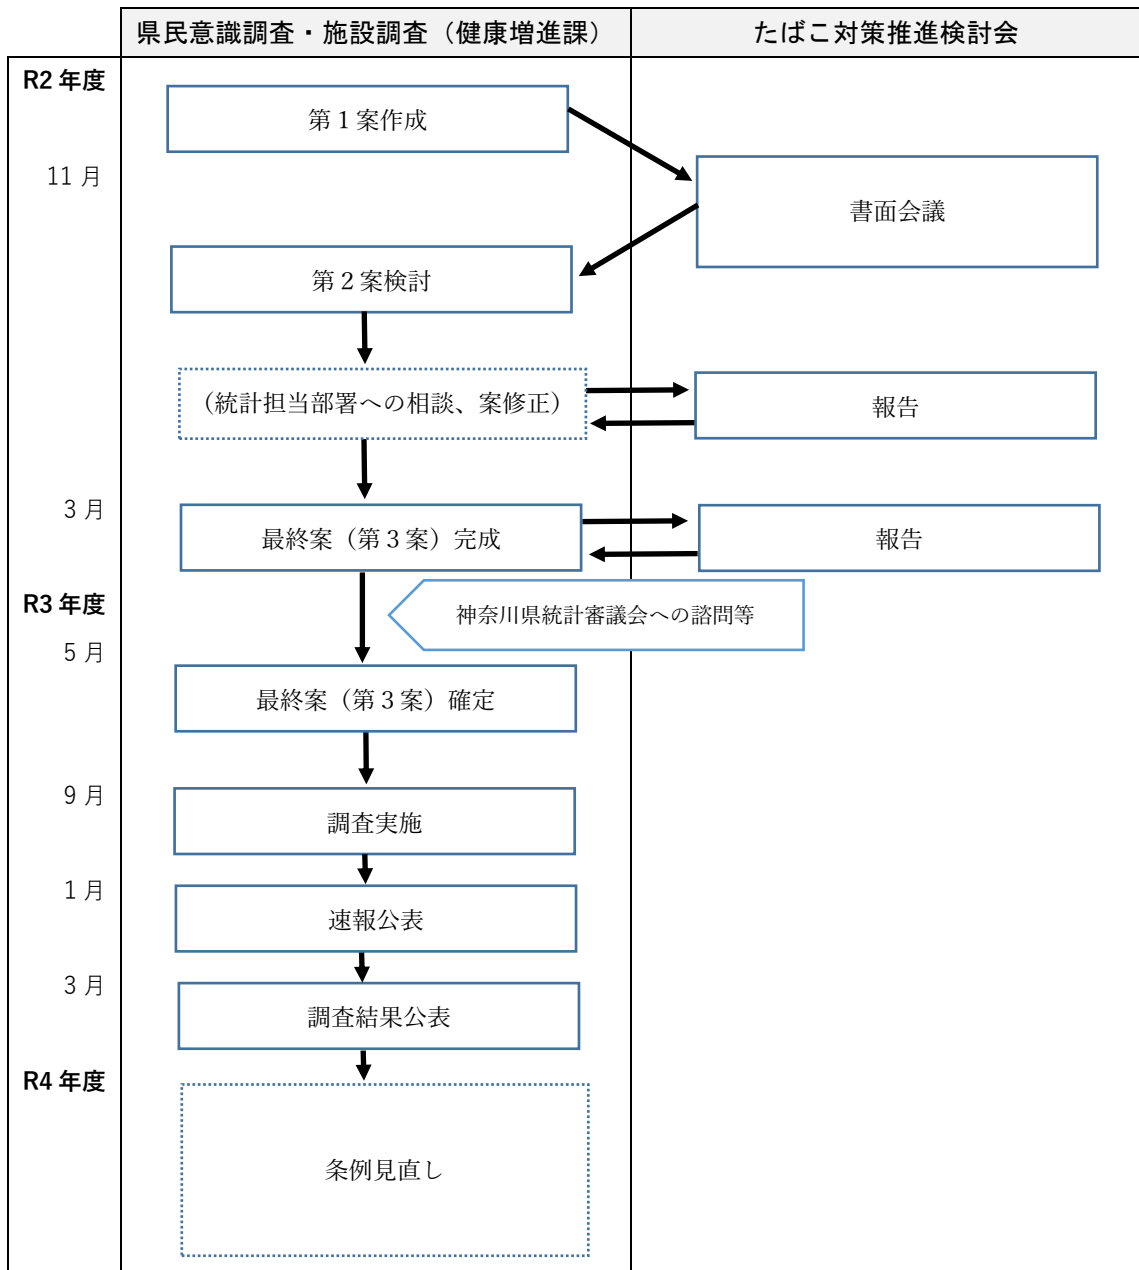 県民意識調査・施設調査（健康増進課）
たばこ対策推進検討会
R2 年度
第１案作成
11 月
書面会議
第２案検討
（統計担当部署への相談、案修正）
報告
3 月
最終案（第３案）完成
報告
R3 年度
神奈川県統計審議会への諮問等
5 月
最終案（第３案）確定
9 月
調査実施
1 月
速報公表
3 月
調査結果公表
R4 年度
条例見直し